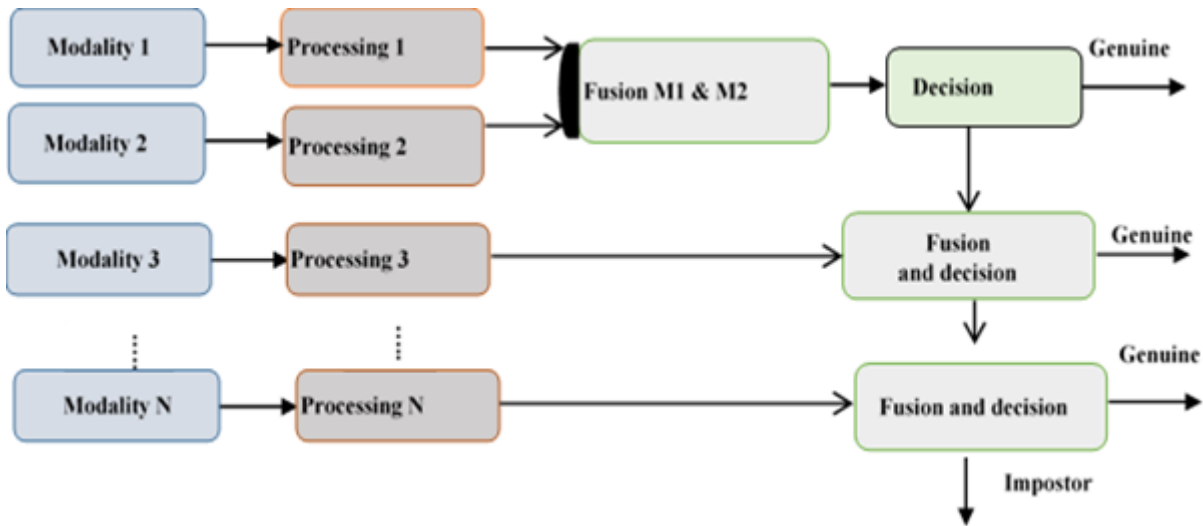 Modality 1
Processing 1
Fusion M1 & M2
Decision
Genuine
Modality 2
Processing 2
Modality 3
Processing 3
Fusion
and decision
Genuine
Modality N
Processing N
Fusion and decision
Genuine
Impostor